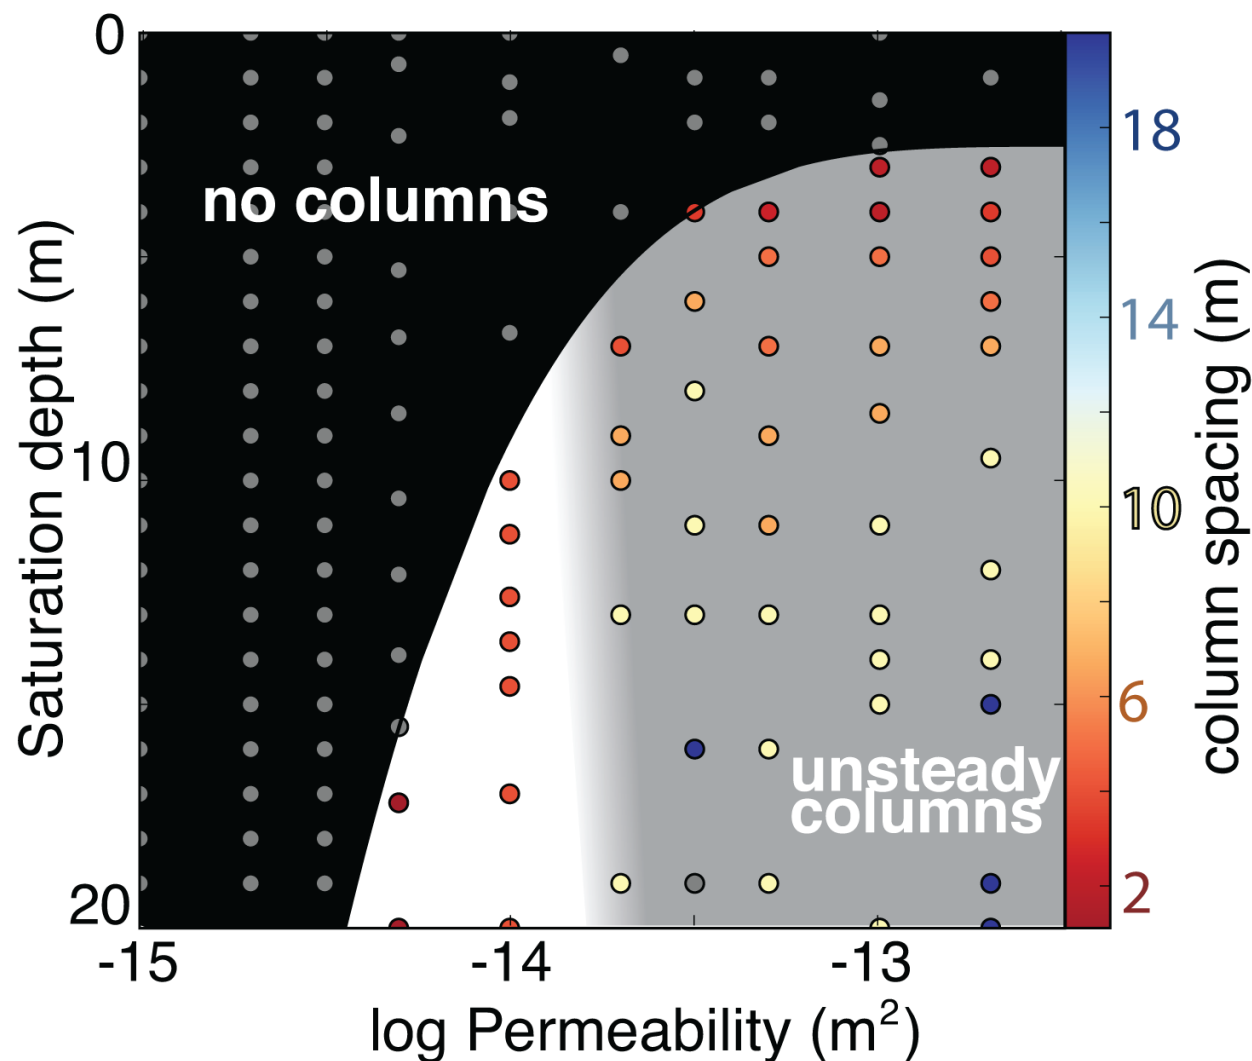 0
10
20
Saturation depth (m)
no columns
unsteady
columns
-15
-14
-13
log Permeability (m²)
18
14
10
6
2
column spacing (m)